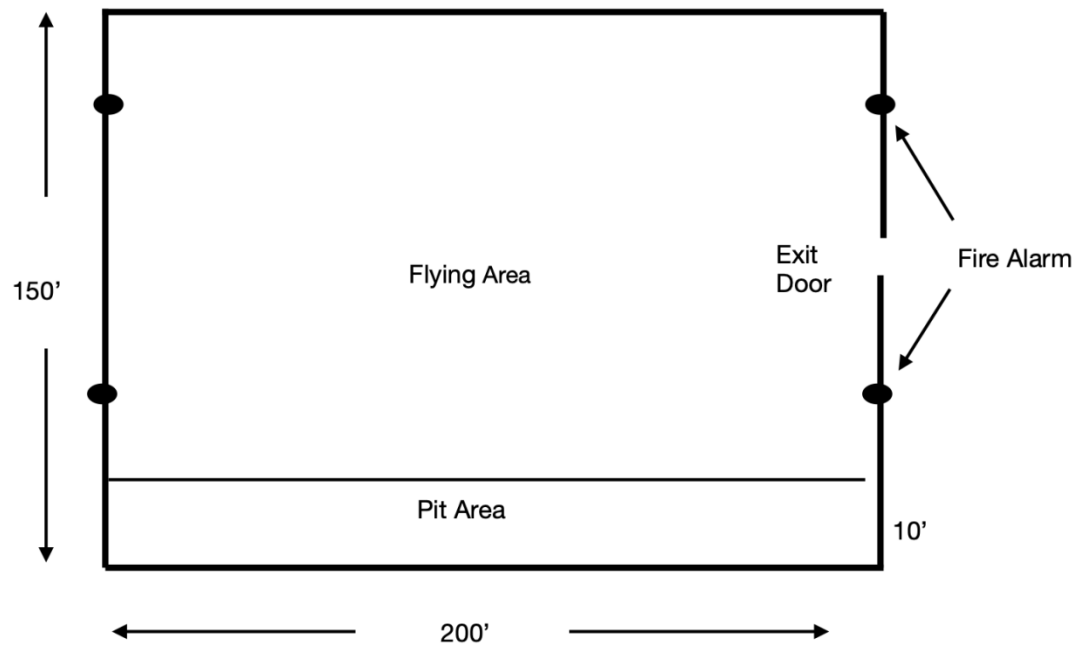 Exit
Door
Fire Alarm
Flying Area
150’
Pit Area
10’
200’